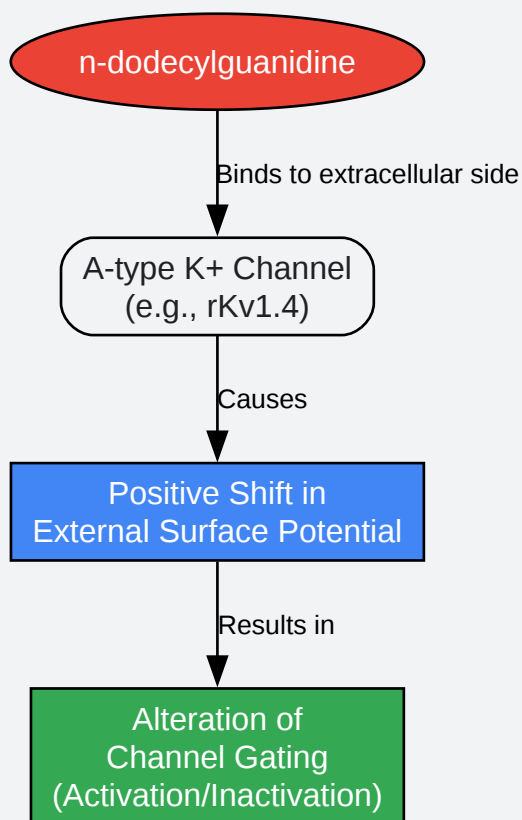 n-dodecylguanidine
Binds to extracellular side
A-type K+ Channel
(e.g., rKv1.4)
Causes
Positive Shift in
External Surface Potential
Results in
Alteration of
Channel Gating
(Activation/Inactivation)